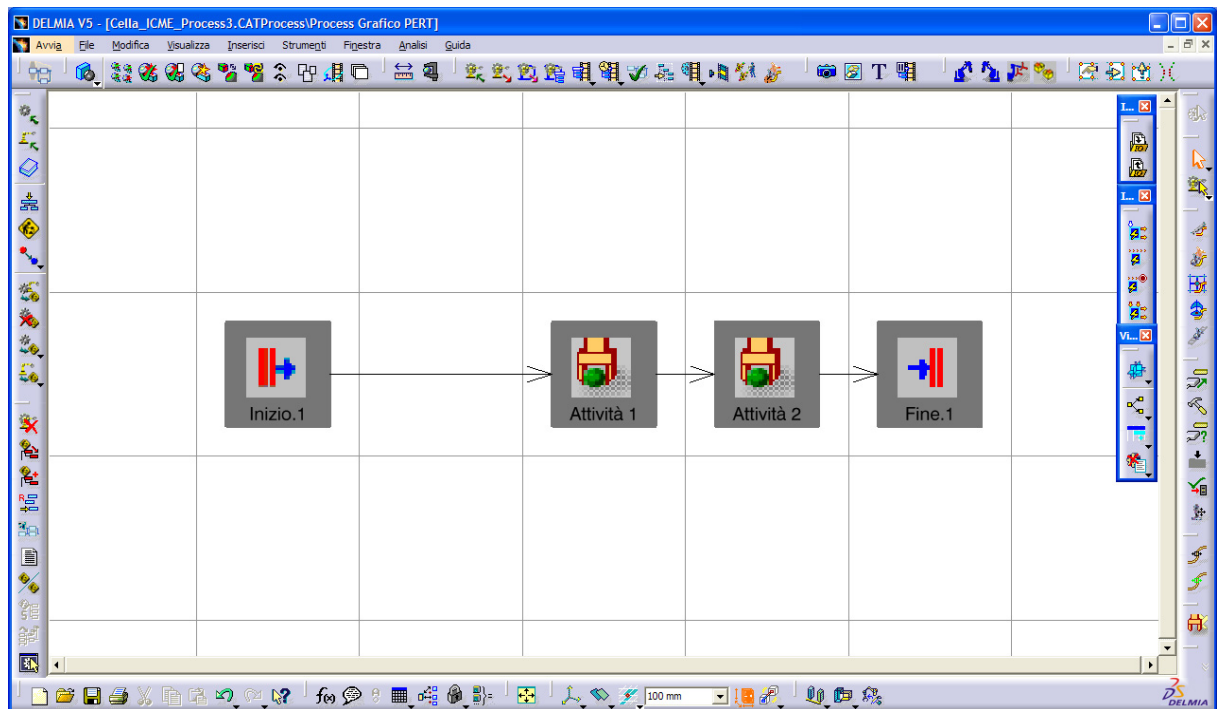 DELMIA V5 - [Cella_ICME_Process3.CATProcess\Process Grafico PERT]
Avvia File Modifica Visualizza Inserisci Strumenti Finestra Analisi Guida
I...
I...
Vi...
Inizio.1
Attività 1
Attività 2
Fine.1
f(x)
100 mm
DELMIA